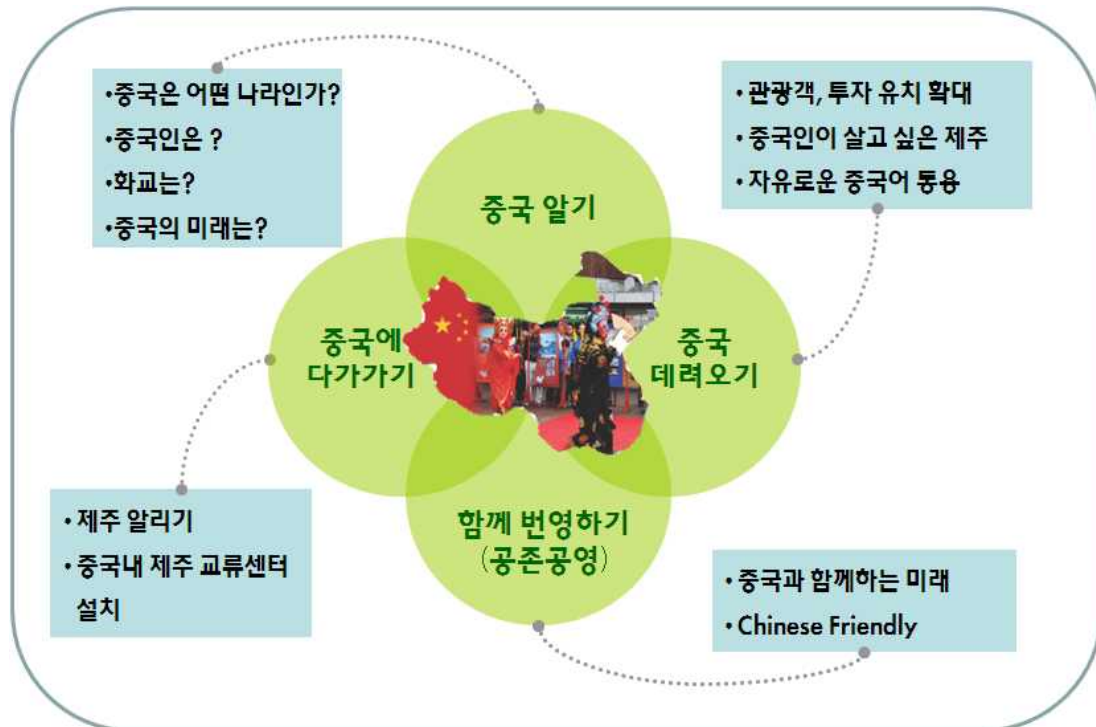 •중국은 어떤 나라인가?
•중국인은 ?
•화교는?
•중국의 미래는?
• 관광객, 투자 유치 확대
• 중국인이 살고 싶은 제주
• 자유로운 중국어 통용
중국 알기
중국에
다가가기
중국
데려오기
함께 번영하기
(공존공영)
• 제주 알리기
• 중국내 제주 교류센터
설치
• 중국과 함께하는 미래
• Chinese Friendly